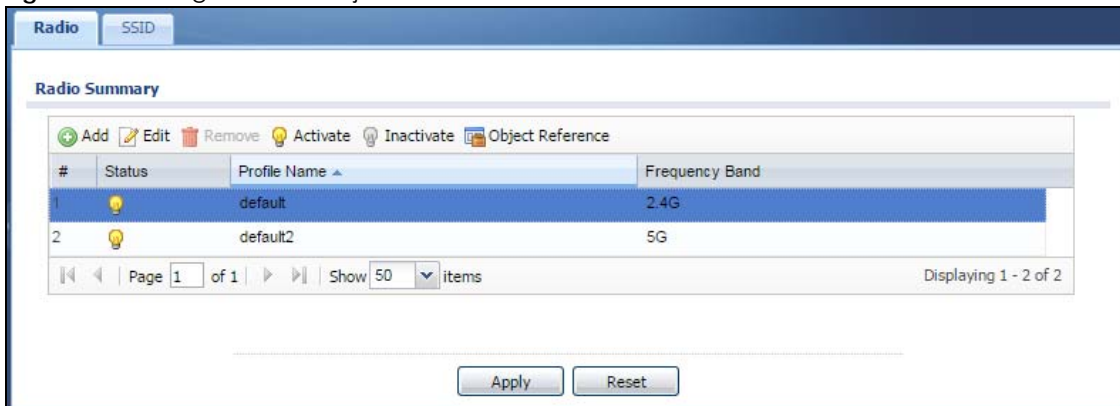 Radio SSID
Radio Summary
Add Edit Remove Activate Inactivate Object Reference
# Status Profile Name Frequency Band
1 default 2.4G
2 default2 5G
Page 1 of 1 Show 50 items Displaying 1 - 2 of 2
Apply Reset